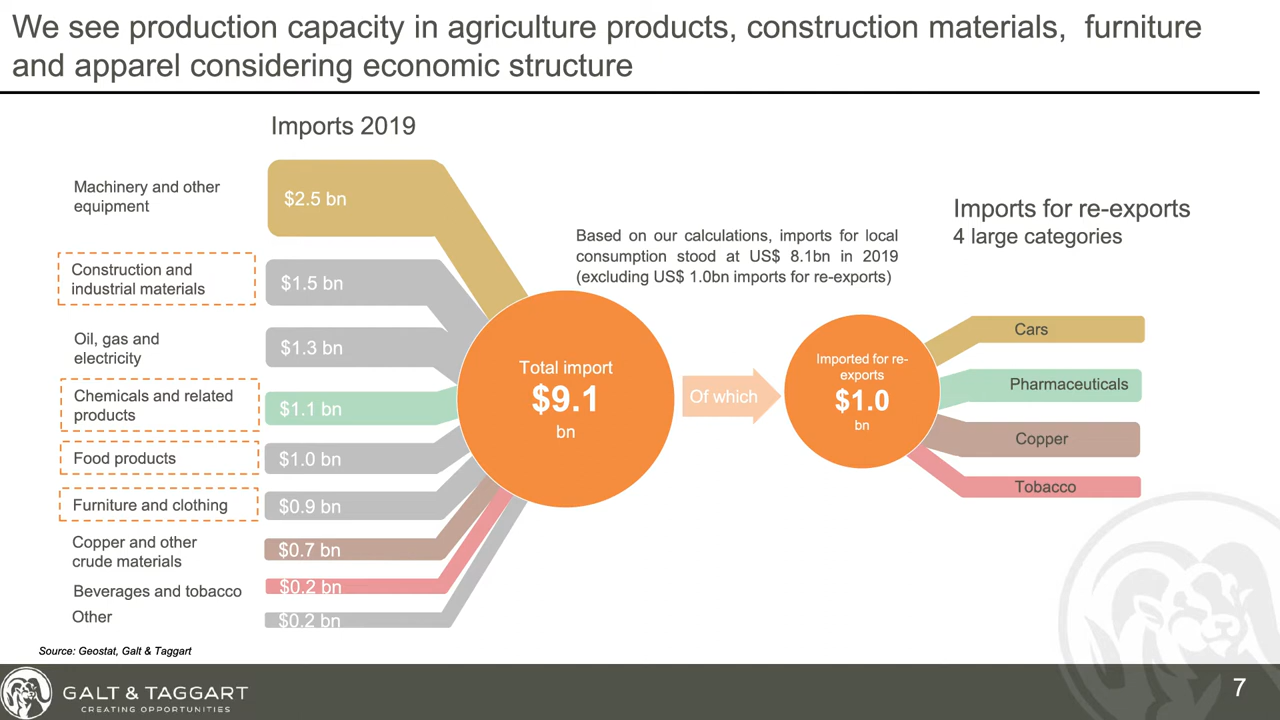 We see production capacity in agriculture products, construction materials,  furniture
and apparel considering economic structure
Imports 2019
Machinery and other
equipment
$2.5 bn
Construction and
industrial materials
$1.5 bn
Oil, gas and
electricity
$1.3 bn
Chemicals and related
products
$1.1 bn
Food products
$1.0 bn
Furniture and clothing
$0.9 bn
Copper and other
crude materials
$0.7 bn
Beverages and tobacco
$0.2 bn
Other
$0.2 bn
Total import
$9.1
bn
Based on our calculations, imports for local
consumption stood at US$ 8.1bn in 2019
(excluding US$ 1.0bn imports for re-exports)
Of which
Imported for re-
exports
$1.0
bn
Imports for re-exports
4 large categories
Cars
Pharmaceuticals
Copper
Tobacco
Source: Geostat, Galt & Taggart
GALT & TAGGART
CREATING OPPORTUNITIES
7